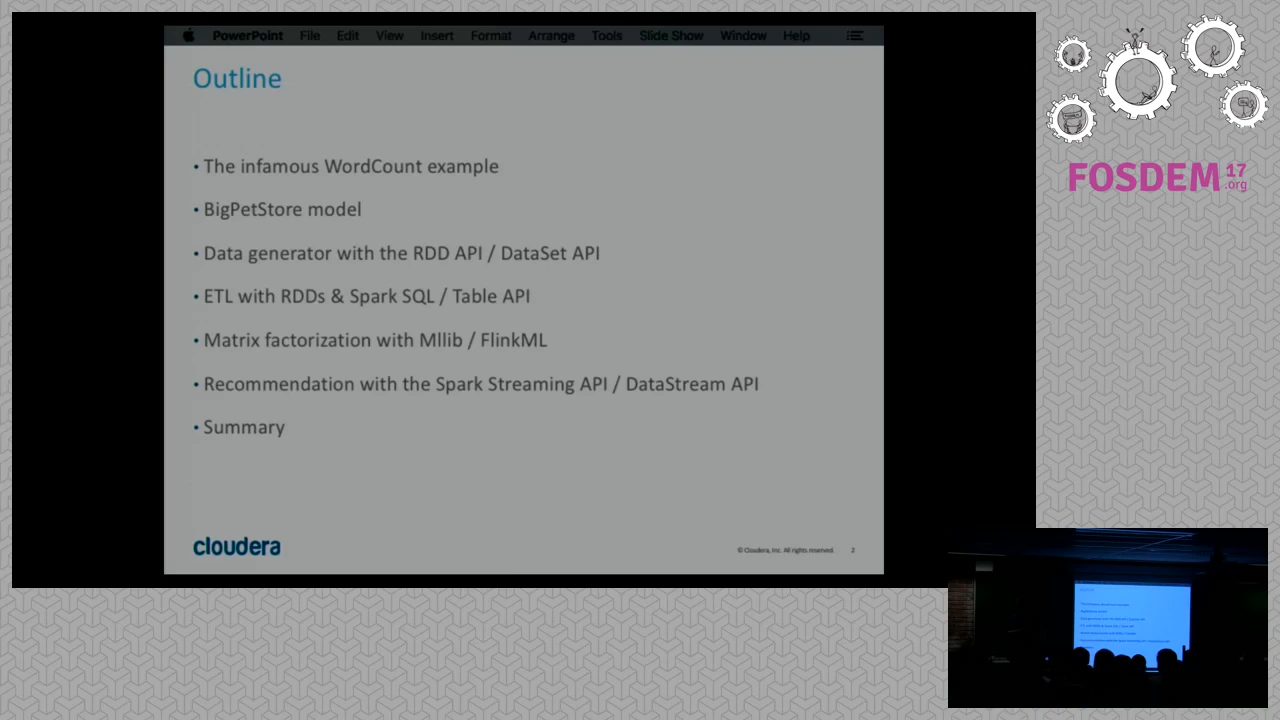 PowerPoint File Edit View Insert Format Arrange Tools Slide Show Window Help
Outline
• The infamous WordCount example
• BigPetStore model
• Data generator with the RDD API / DataSet API
• ETL with RDDs & Spark SQL / Table API
• Matrix factorization with Mllib / FlinkML
• Recommendation with the Spark Streaming API / DataStream API
• Summary
cloudera
© Cloudera, Inc. All rights reserved. 2
FOSDEM 17
.org